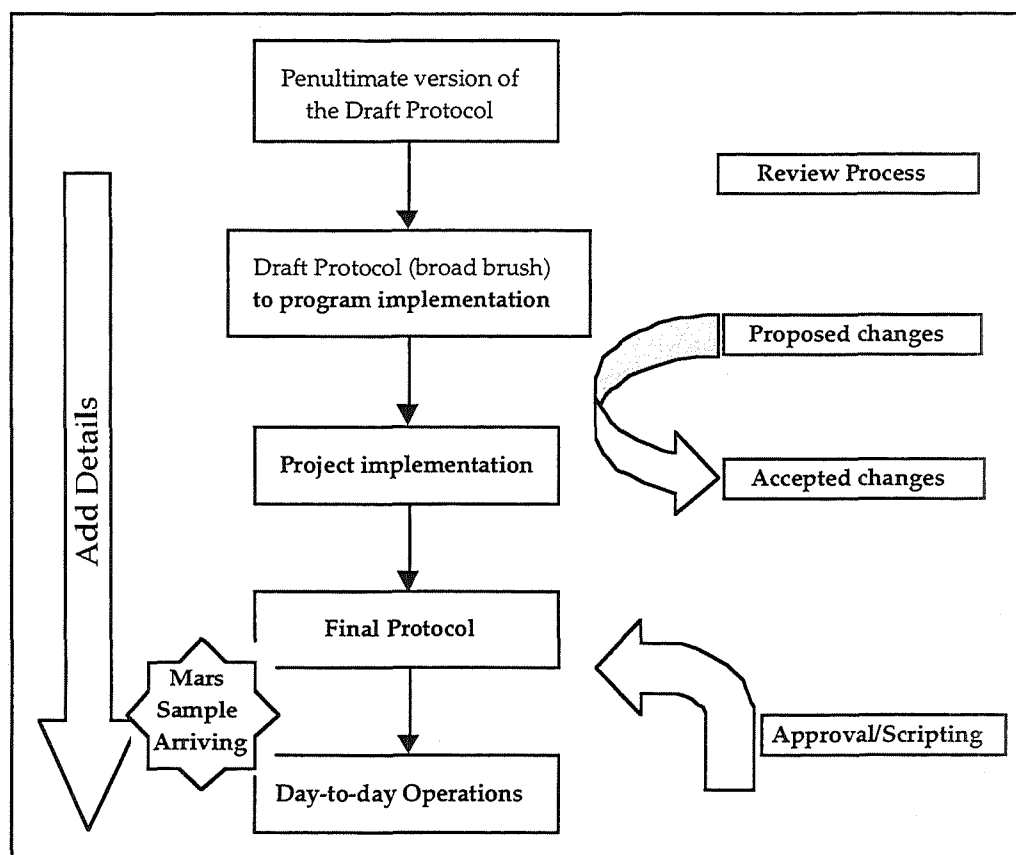 Penultimate version of
the Draft Protocol
Review Process
Draft Protocol (broad brush)
to program implementation
Proposed changes
Add Details
Project implementation
Accepted changes
Final Protocol
Mars
Sample
Arriving
Approval/Scripting
Day-to-day Operations